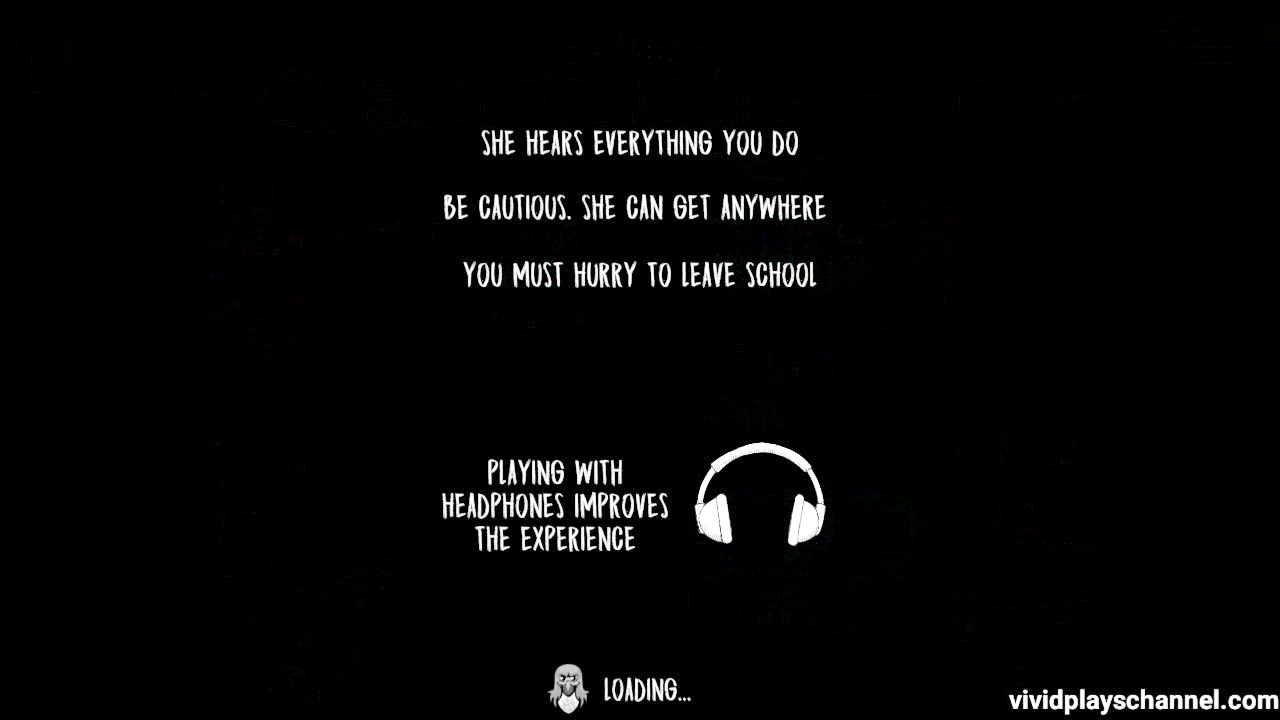 SHE HEARS EVERYTHING YOU DO
BE CAUTIOUS. SHE CAN GET ANYWHERE
YOU MUST HURRY TO LEAVE SCHOOL
PLAYING WITH
HEADPHONES IMPROVES
THE EXPERIENCE
LOADING...
vividplayschannel.com